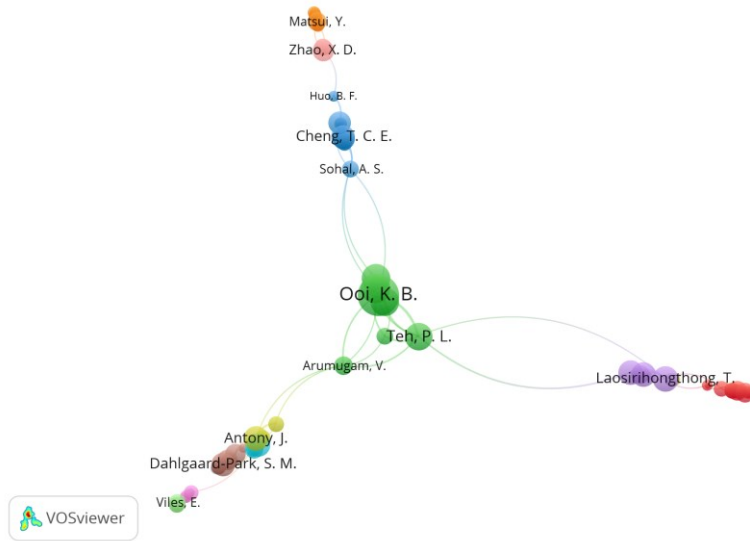 Matsui, Y.
Zhao, X. D.
Huo, B. F.
Cheng, T. C. E.
Sohal, A. S.
Ooi, K. B.
Teh, P. L.
Arumugam, V.
Laosirihongthong, T.
Antony, J.
Dahlgaard-Park, S. M.
Viles, E.
VOSviewer